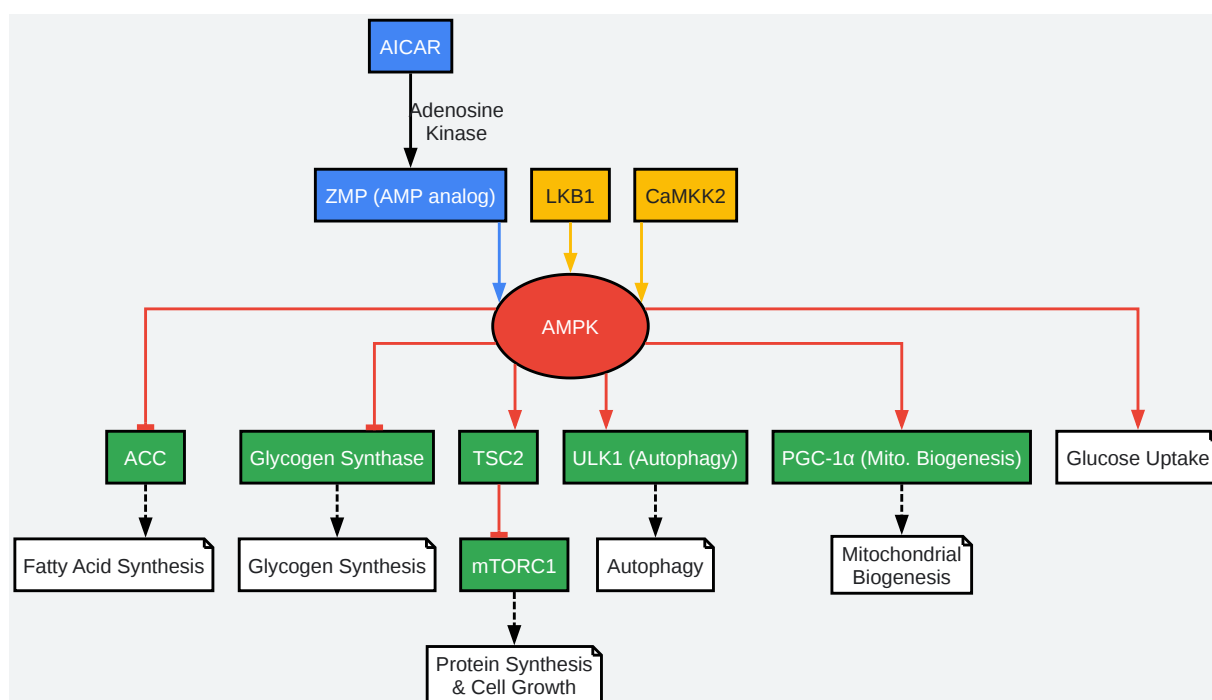 AICAR
Adenosine
Kinase
ZMP (AMP analog)
LKB1
CaMKK2
AMPK
ACC
Glycogen Synthase
TSC2
ULK1 (Autophagy)
PGC-1α (Mito. Biogenesis)
Glucose Uptake
Fatty Acid Synthesis
Glycogen Synthesis
mTORC1
Autophagy
Mitochondrial
Biogenesis
Protein Synthesis
& Cell Growth